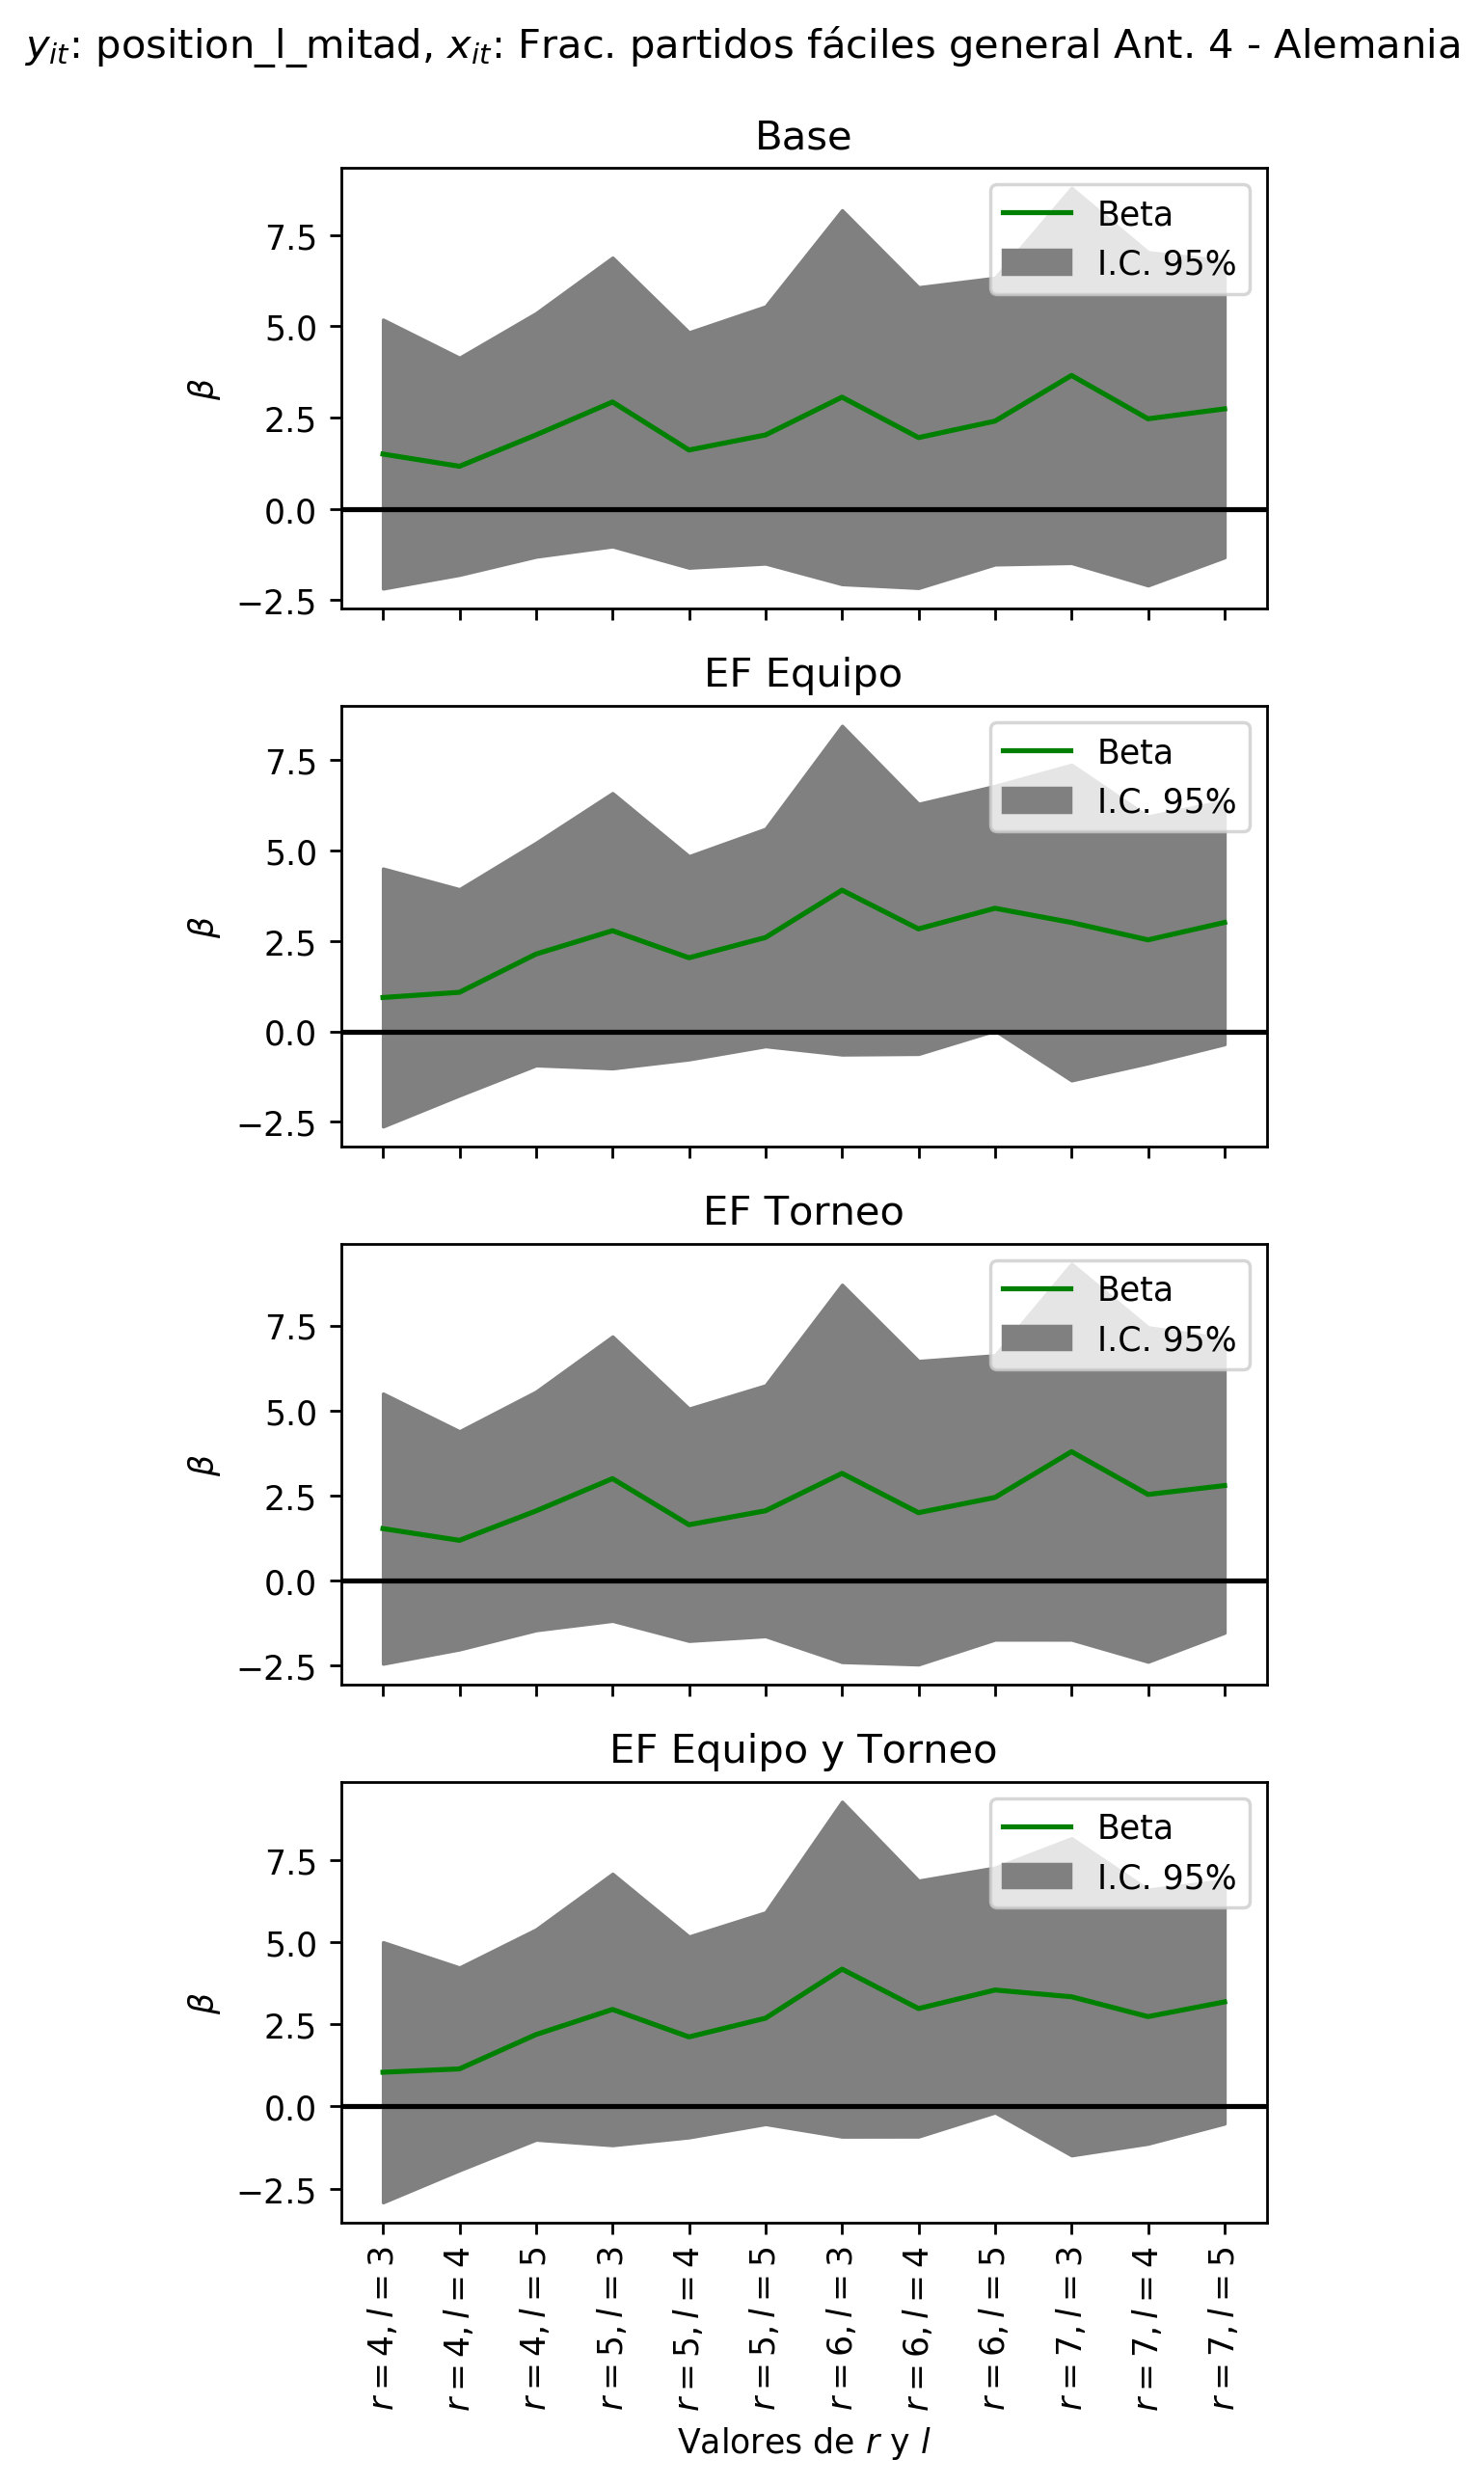 y_it: position_l_mitad, x_it: Frac. partidos fáciles general Ant. 4 - Alemania
Base
Beta
I.C. 95%
7.5
5.0
2.5
0.0
−2.5
β
EF Equipo
Beta
I.C. 95%
7.5
5.0
2.5
0.0
−2.5
β
EF Torneo
Beta
I.C. 95%
7.5
5.0
2.5
0.0
−2.5
β
EF Equipo y Torneo
Beta
I.C. 95%
7.5
5.0
2.5
0.0
−2.5
β
r = 4, l = 3
r = 4, l = 4
r = 4, l = 5
r = 5, l = 3
r = 5, l = 4
r = 5, l = 5
r = 6, l = 3
r = 6, l = 4
r = 6, l = 5
r = 7, l = 3
r = 7, l = 4
r = 7, l = 5
Valores de r y l